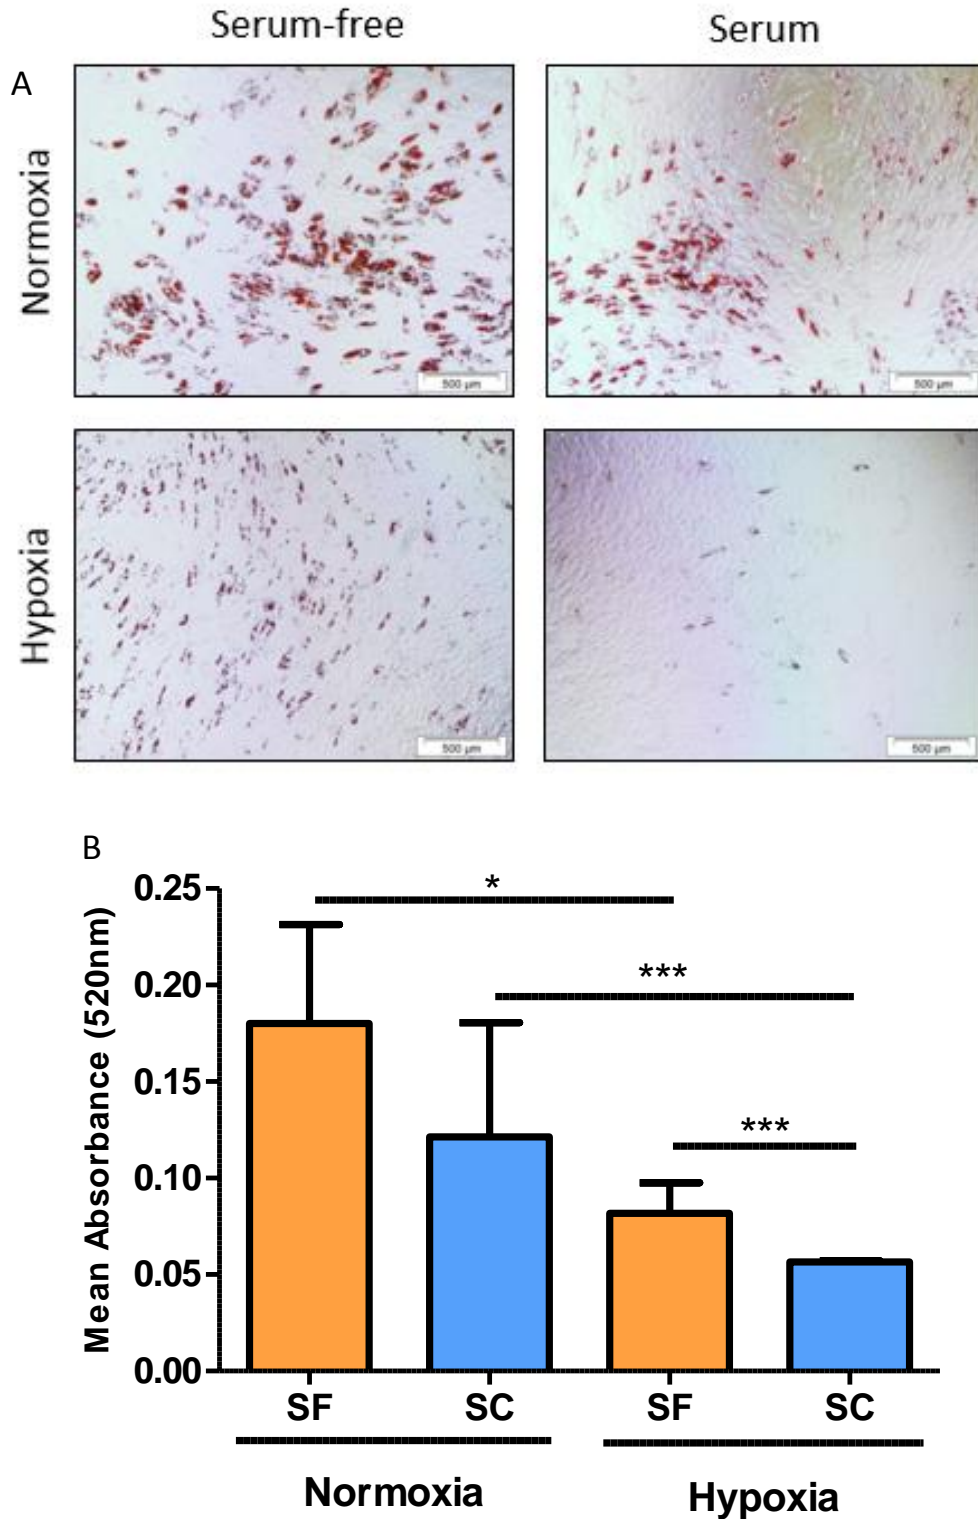 Serum-free
Serum
A
Normoxia
500 µm
500 µm
Hypoxia
500 µm
500 µm
B
Mean Absorbance (520nm)
0.25
0.20
0.15
0.10
0.05
0.00
*
***
***
SF
SC
SF
SC
Normoxia
Hypoxia